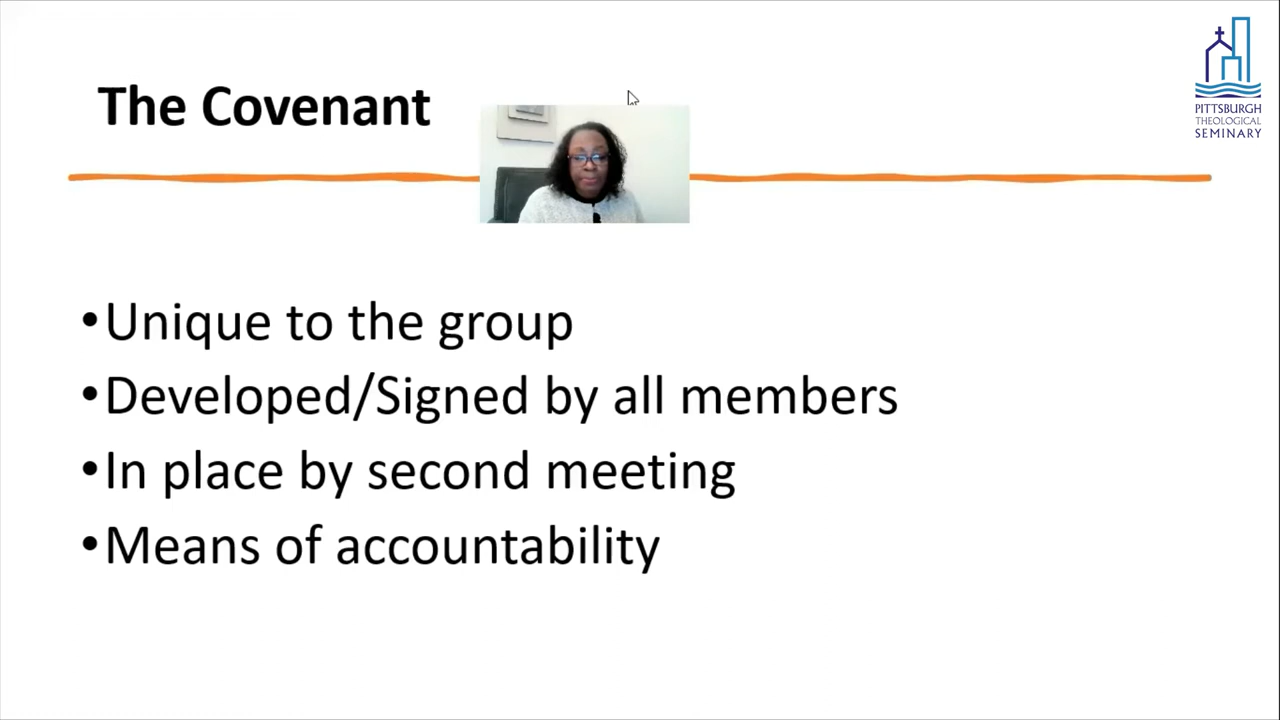 The Covenant
PITTSBURGH
THEOLOGICAL
SEMINARY
•Unique to the group
•Developed/Signed by all members
•In place by second meeting
•Means of accountability